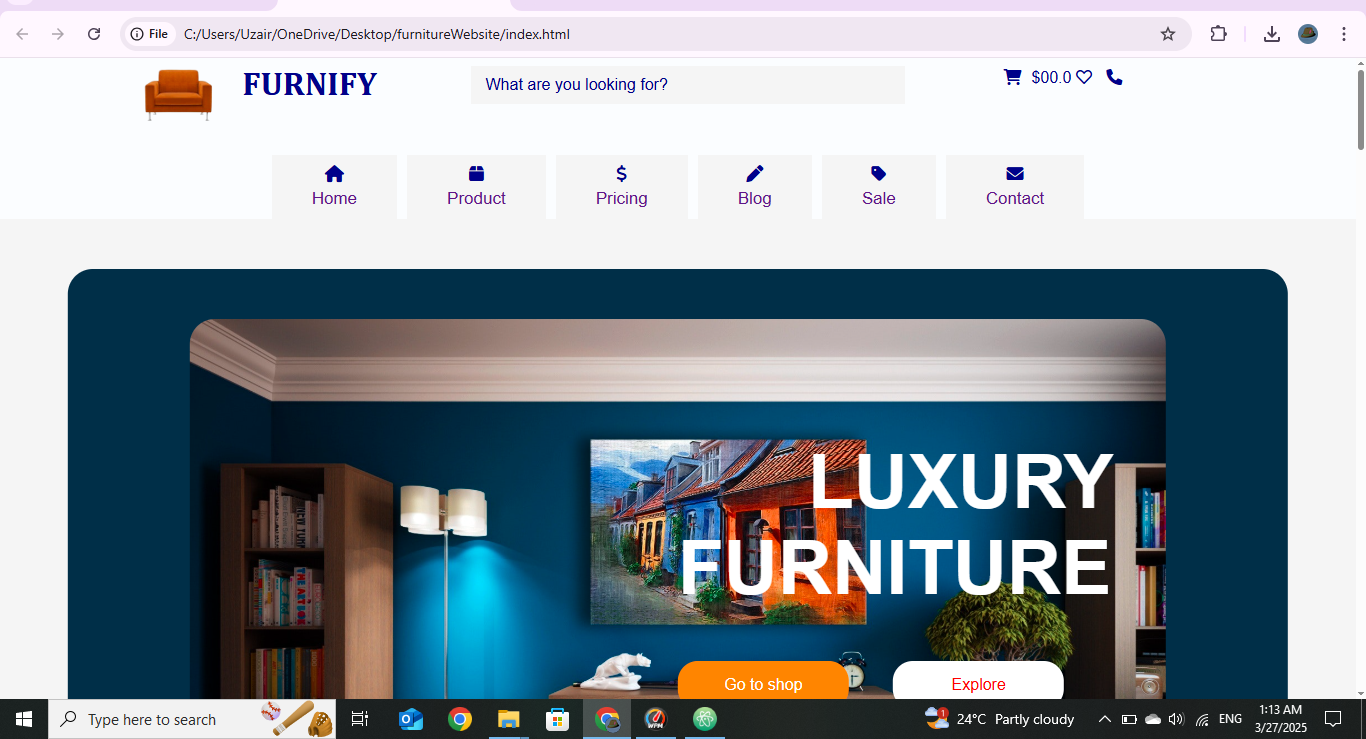 File C:/Users/Uzair/OneDrive/Desktop/furnitureWebsite/index.html
FURNIFY
What are you looking for?
$00.0
Home
Product
Pricing
Blog
Sale
Contact
LUXURY
FURNITURE
Go to shop
Explore
Type here to search
1
24°C Partly cloudy
ENG
1:13 AM
3/27/2025